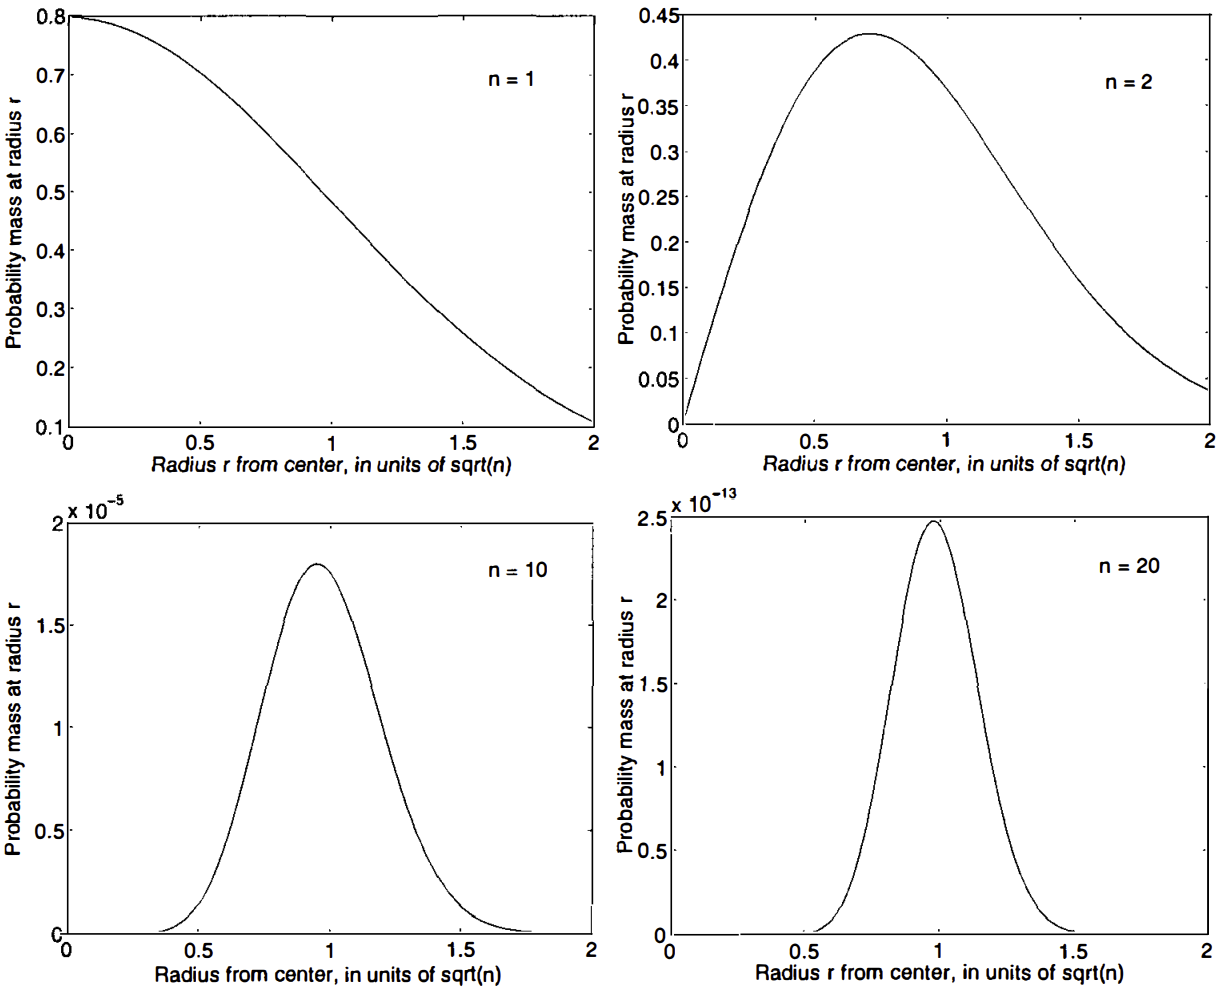 0.8
0.7
0.6
0.5
0.4
0.3
0.2
0.1
Probability mass at radius r
n = 1
0 0.5 1 1.5 2
Radius r from center, in units of sqrt(n)
0.45
0.4
0.35
0.3
0.25
0.2
0.15
0.1
0.05
0
Probability mass at radius r
n = 2
0 0.5 1 1.5 2
Radius r from center, in units of sqrt(n)
x 10⁻⁵
2
1.5
1
0.5
0
Probability mass at radius r
n = 10
0 0.5 1 1.5 2
Radius from center, in units of sqrt(n)
x 10⁻¹³
2.5
2
1.5
1
0.5
0
Probability mass at radius r
n = 20
0 0.5 1 1.5 2
Radius r from center, in units of sqrt(n)